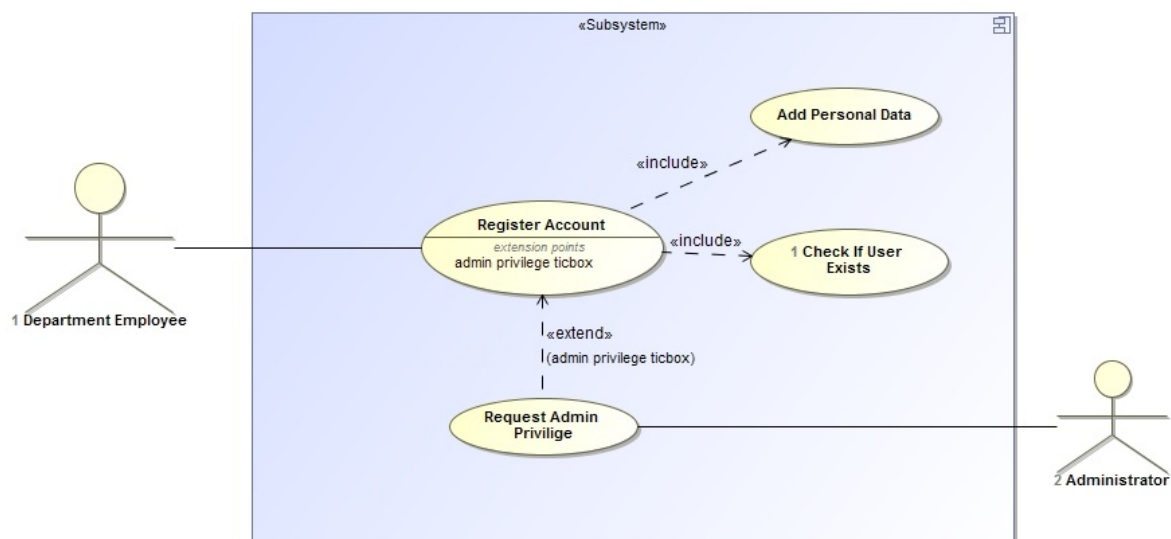 «Subsystem»
Add Personal Data
«include»
Register Account
extension points
admin privilege ticbox
«include»
1 Check If User
Exists
1 Department Employee
«extend»
(admin privilege ticbox)
Request Admin
Privilige
2 Administrator